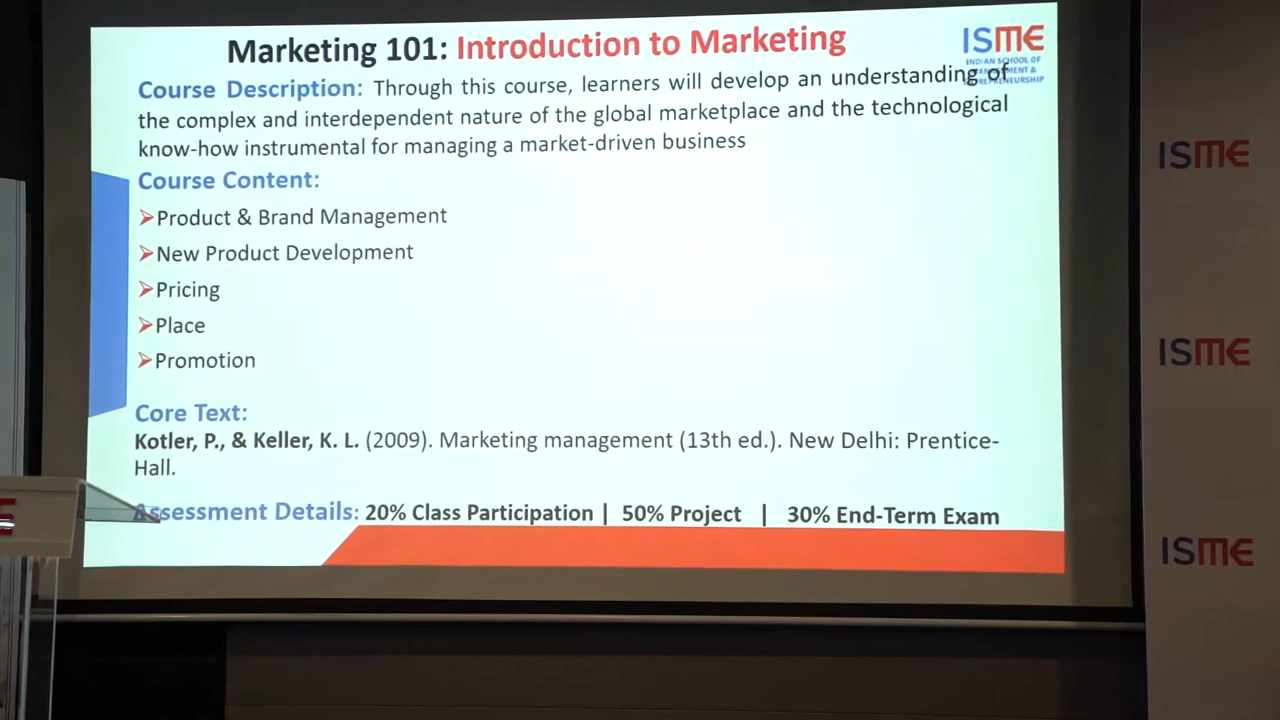 Marketing 101: Introduction to Marketing
ISME
INDIAN SCHOOL OF
Course Description: Through this course, learners will develop an understanding of
the complex and interdependent nature of the global marketplace and the technological
know-how instrumental for managing a market-driven business
Course Content:
➢Product & Brand Management
➢New Product Development
➢Pricing
➢Place
➢Promotion
Core Text:
Kotler, P., & Keller, K. L. (2009). Marketing management (13th ed.). New Delhi: Prentice-
Hall.
Assessment Details: 20% Class Participation | 50% Project | 30% End-Term Exam
ISME
ISME
ISME